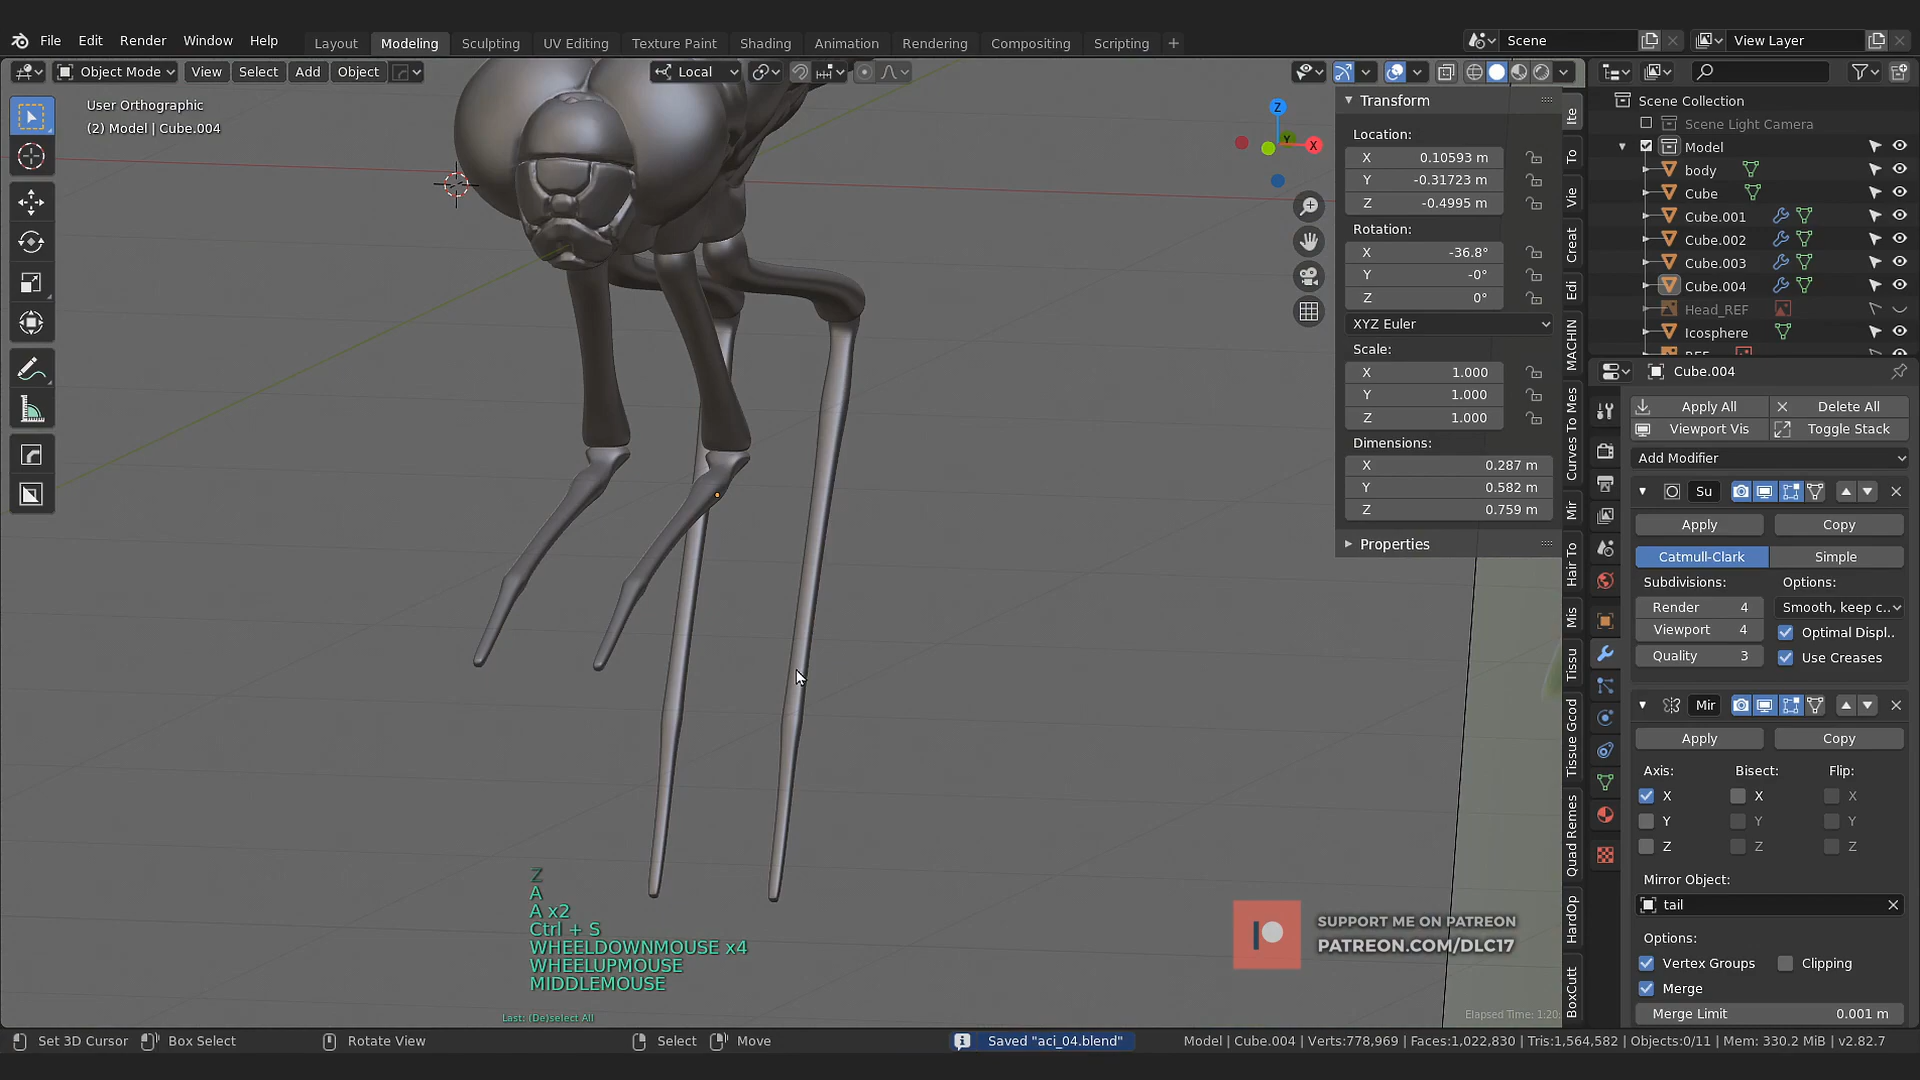 File Edit Render Window Help Layout Modeling Sculpting UV Editing Texture Paint Shading Animation Rendering Compositing Scripting Scene View Layer
Object Mode View Select Add Object Local
User Orthographic
(2) Model | Cube.004
Z
X
Y
Transform
Location:
X 0.10593 m
Y -0.31723 m
Z -0.4995 m
Rotation:
X -36.8°
Y -0°
Z 0°
XYZ Euler
Scale:
X 1.000
Y 1.000
Z 1.000
Dimensions:
X 0.287 m
Y 0.582 m
Z 0.759 m
Properties
Ite
To
Vie
Creat
Edi
MACHIN
Curves To Mes
Mir
Hair To
Mis
Tissu
Tissue Gcod
Quad Remes
HardOp
BoxCutt
Scene Collection
Scene Light Camera
Model
body
Cube
Cube.001
Cube.002
Cube.003
Cube.004
Head_REF
Icosphere
Cube.004
Apply All Delete All
Viewport Vis Toggle Stack
Add Modifier
Su
Apply Copy
Catmull-Clark Simple
Subdivisions: Options:
Render 4 Smooth, keep c..
Viewport 4 Optimal Displ..
Quality 3 Use Creases
Mir
Apply Copy
Axis: Bisect: Flip:
X X X
Y Y Y
Z Z Z
Mirror Object:
tail
Options:
Vertex Groups Clipping
Merge
Merge Limit 0.001 m
Z
A
A x2
Ctrl + S
WHEELDOWNMOUSE x4
WHEELUPMOUSE
MIDDLEMOUSE
Last: (De)select All
SUPPORT ME ON PATREON
PATREON.COM/DLC17
Elapsed Time: 1:20:
Set 3D Cursor Box Select Rotate View Select Move Saved "aci_04.blend" Model | Cube.004 | Verts:778,969 | Faces:1,022,830 | Tris:1,564,582 | Objects:0/11 | Mem: 330.2 MiB | v2.82.7